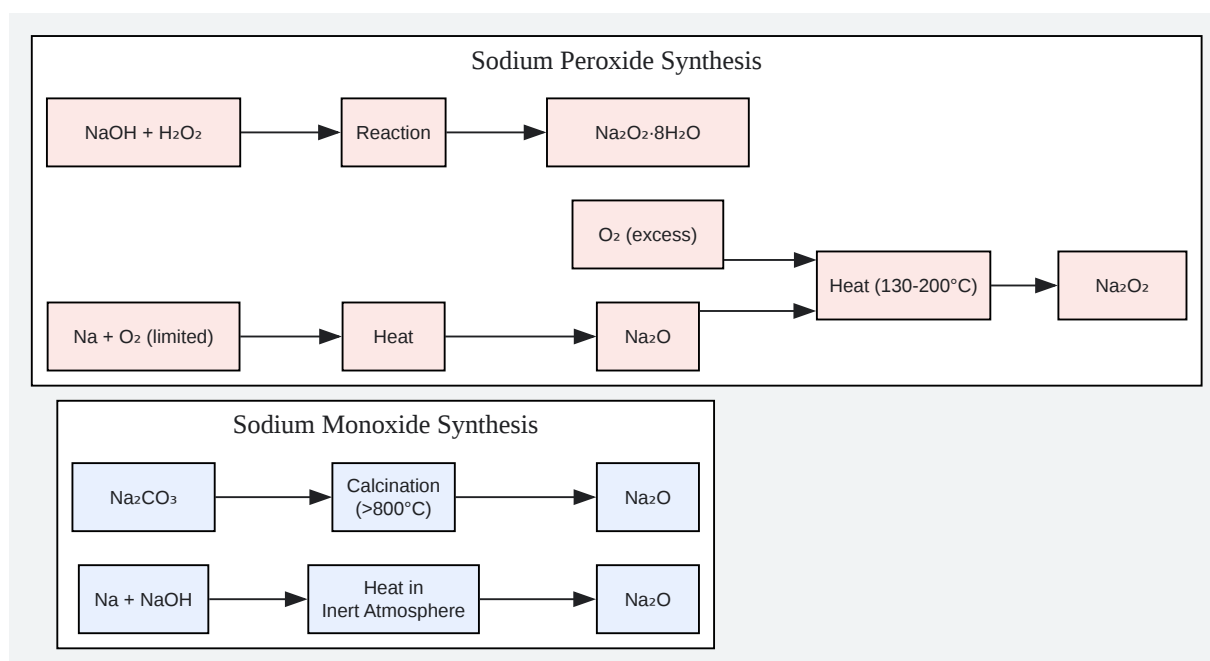 Sodium Peroxide Synthesis
NaOH + H₂O₂
Reaction
Na₂O₂·8H₂O
O₂ (excess)
Heat (130-200°C)
Na₂O₂
Na + O₂ (limited)
Heat
Na₂O
Sodium Monoxide Synthesis
Na₂CO₃
Calcination
(>800°C)
Na₂O
Na + NaOH
Heat in
Inert Atmosphere
Na₂O